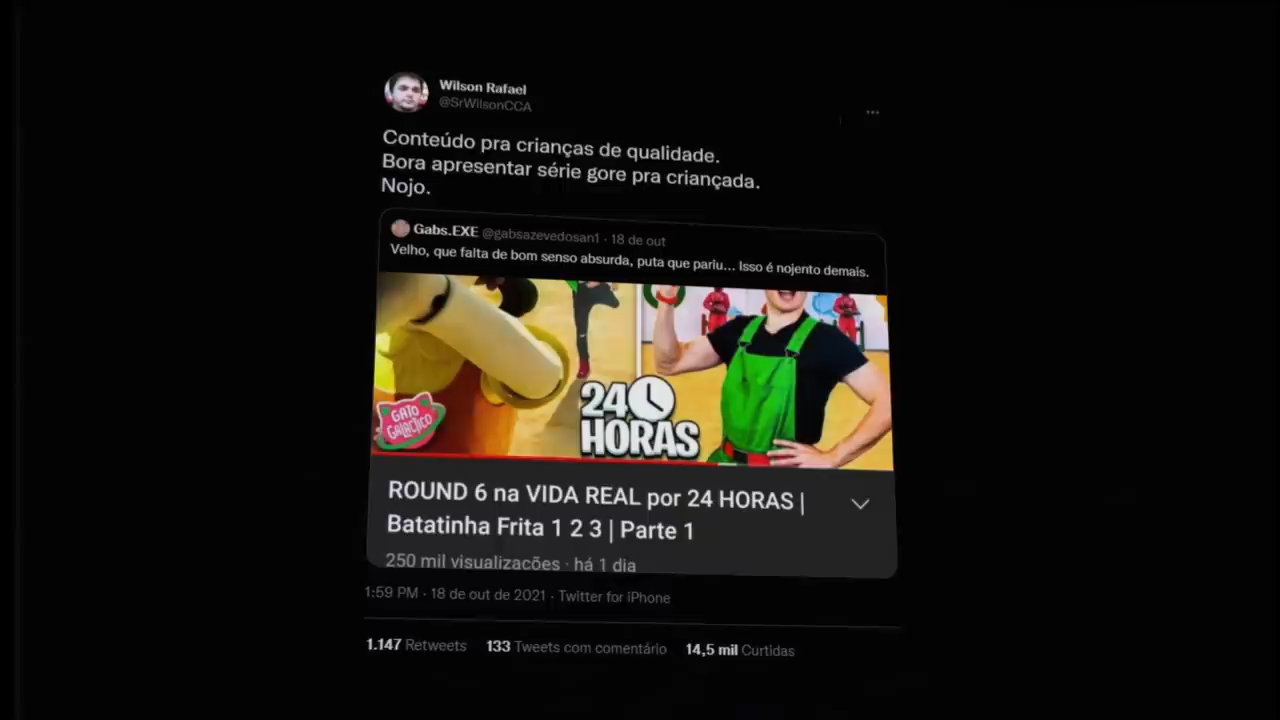 Wilson Rafael
@SrWilsonCCA
Conteúdo pra crianças de qualidade.
Bora apresentar série gore pra criançada.
Nojo.
Gabs.EXE @gabsazevedosan1 · 18 de out
Velho, que falta de bom senso absurda, puta que pariu... Isso é nojento demais.
GATO
GALÁCTICO
24
HORAS
ROUND 6 na VIDA REAL por 24 HORAS |
Batatinha Frita 1 2 3 | Parte 1
250 mil visualizações · há 1 dia
1:59 PM · 18 de out de 2021 · Twitter for iPhone
1.147 Retweets 133 Tweets com comentário 14,5 mil Curtidas